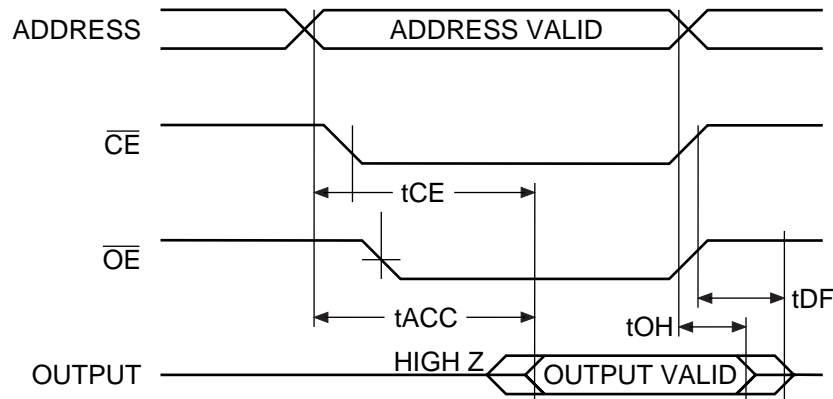 ADDRESS
ADDRESS VALID
CE
tCE
OE
tACC
tDF
tOH
HIGH Z
OUTPUT
OUTPUT VALID